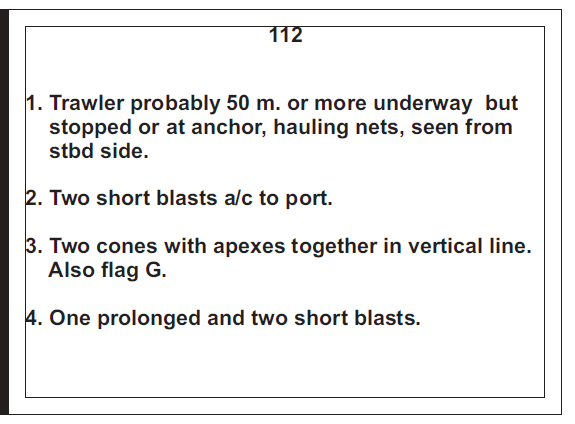 112
1. Trawler probably 50 m. or more underway but
stopped or at anchor, hauling nets, seen from
stbd side.
2. Two short blasts a/c to port.
3. Two cones with apexes together in vertical line.
Also flag G.
4. One prolonged and two short blasts.